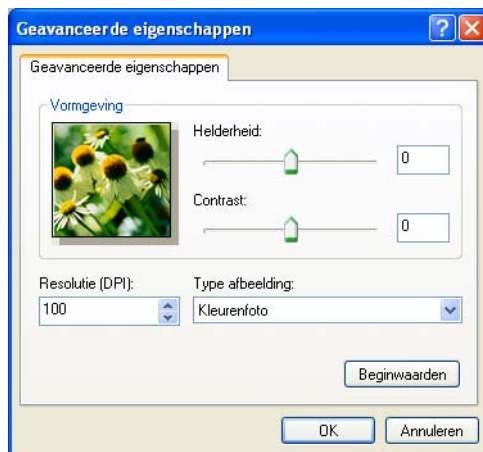 Geavanceerde eigenschappen
Geavanceerde eigenschappen
Vormgeving
Helderheid:
0
Contrast:
0
Resolutie (DPI):
Type afbeelding:
100
Kleurenfoto
Beginwaarden
OK
Annuleren